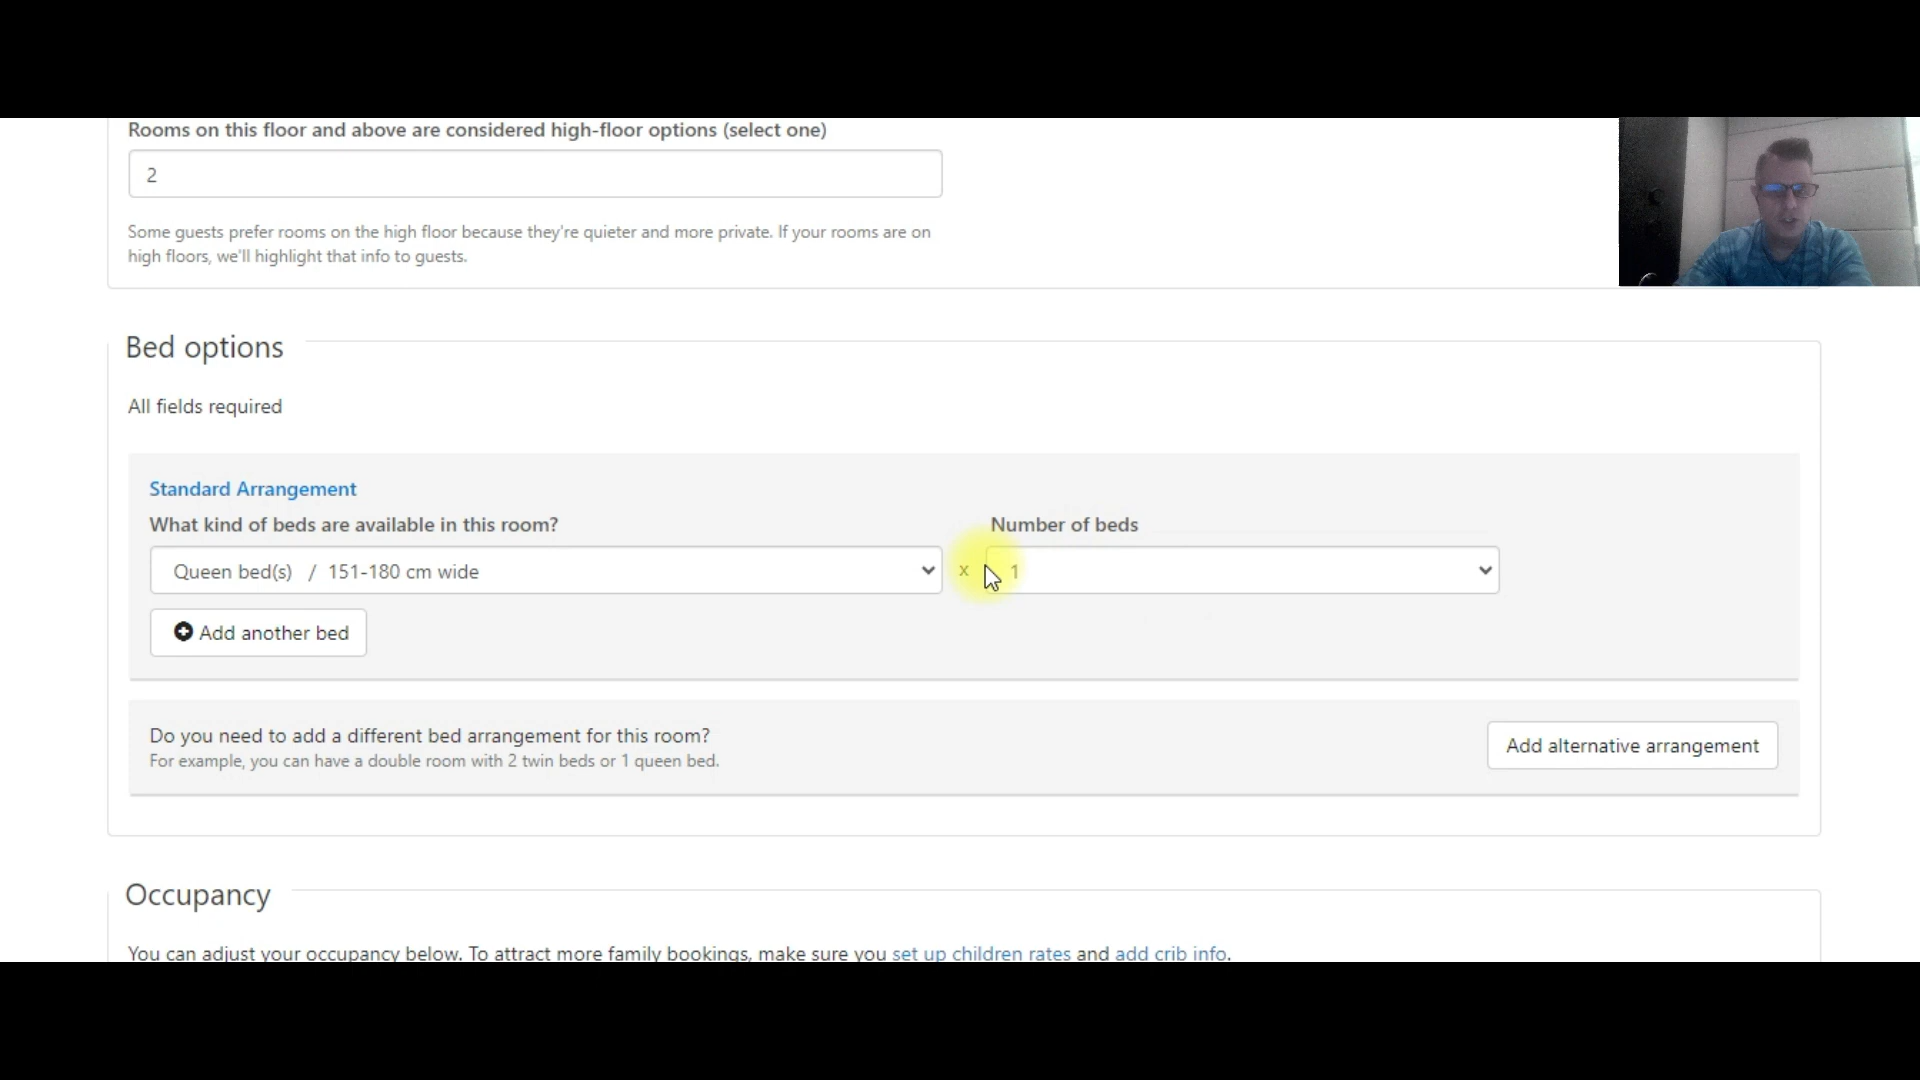 Rooms on this floor and above are considered high-floor options (select one)
2
Some guests prefer rooms on the high floor because they're quieter and more private. If your rooms are on
high floors, we'll highlight that info to guests.
Bed options
All fields required
Standard Arrangement
What kind of beds are available in this room?
Number of beds
Queen bed(s) / 151-180 cm wide
x
1
Add another bed
Do you need to add a different bed arrangement for this room?
For example, you can have a double room with 2 twin beds or 1 queen bed.
Add alternative arrangement
Occupancy
You can adjust your occupancy below. To attract more family bookings, make sure you set up children rates and add crib info.